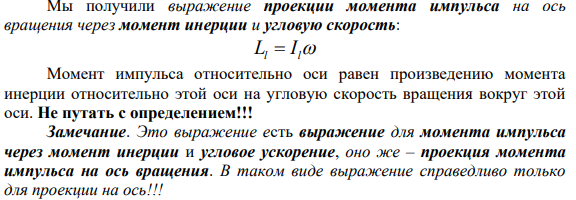 Мы получили выражение проекции момента импульса на ось
вращения через момент инерции и угловую скорость:
Lₗ = Iₗω
Момент импульса относительно оси равен произведению момента
инерции относительно этой оси на угловую скорость вращения вокруг этой
оси. Не путать с определением!!!
Замечание. Это выражение есть выражение для момента импульса
через момент инерции и угловое ускорение, оно же – проекция момента
импульса на ось вращения. В таком виде выражение справедливо только
для проекции на ось!!!